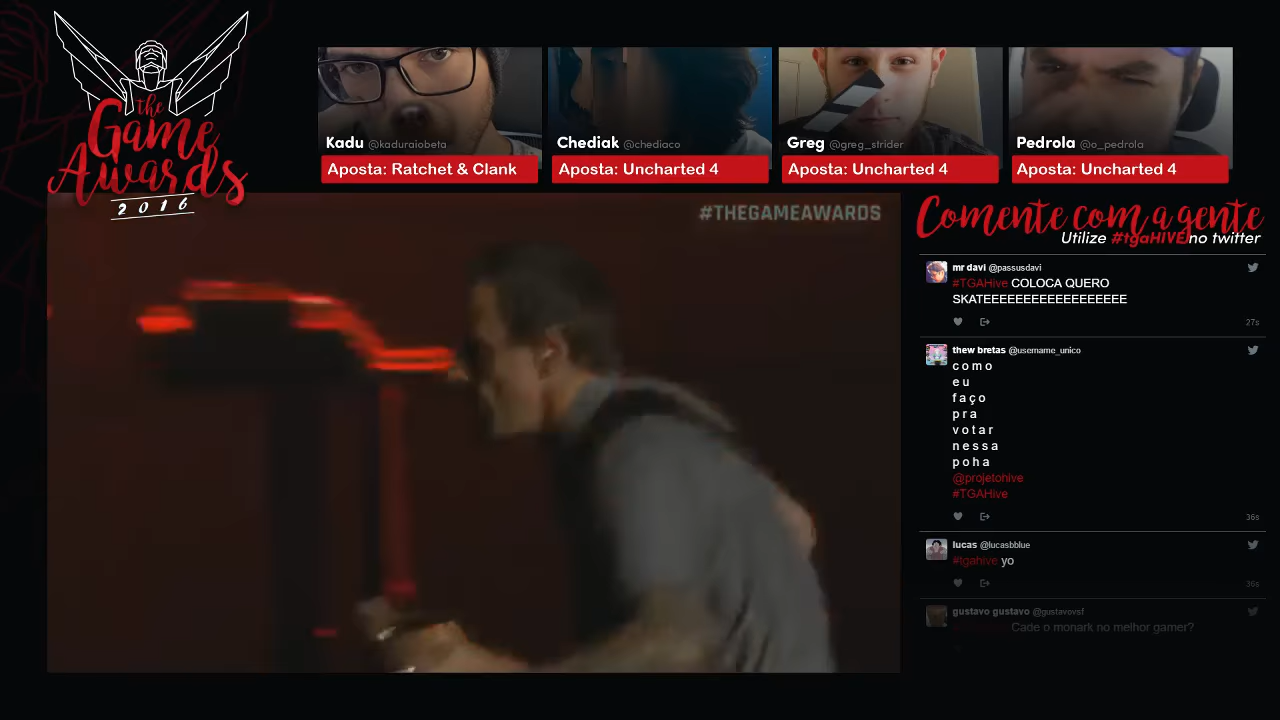 the
Game
Awards
2016
Kadu @kaduraiobeta
Aposta: Ratchet & Clank
Chediak @chediaco
Aposta: Uncharted 4
Greg @greg_strider
Aposta: Uncharted 4
Pedrola @o_pedrola
Aposta: Uncharted 4
#THEGAMEAWARDS
Comente com a gente
Utilize #tgaHIVE no twitter
mr davi @passusdavi
#TGAHive COLOCA QUERO
SKATEEEEEEEEEEEEEEEEEE
27s
thew bretas @username_unico
c o m o
e u
f a ç o
p r a
v o t a r
n e s s a
p o h a
@projetohive
#TGAHive
36s
lucas @lucasbblue
#tgahive yo
36s
gustavo gustavo @gustavovsf
Cade o monark no melhor gamer?